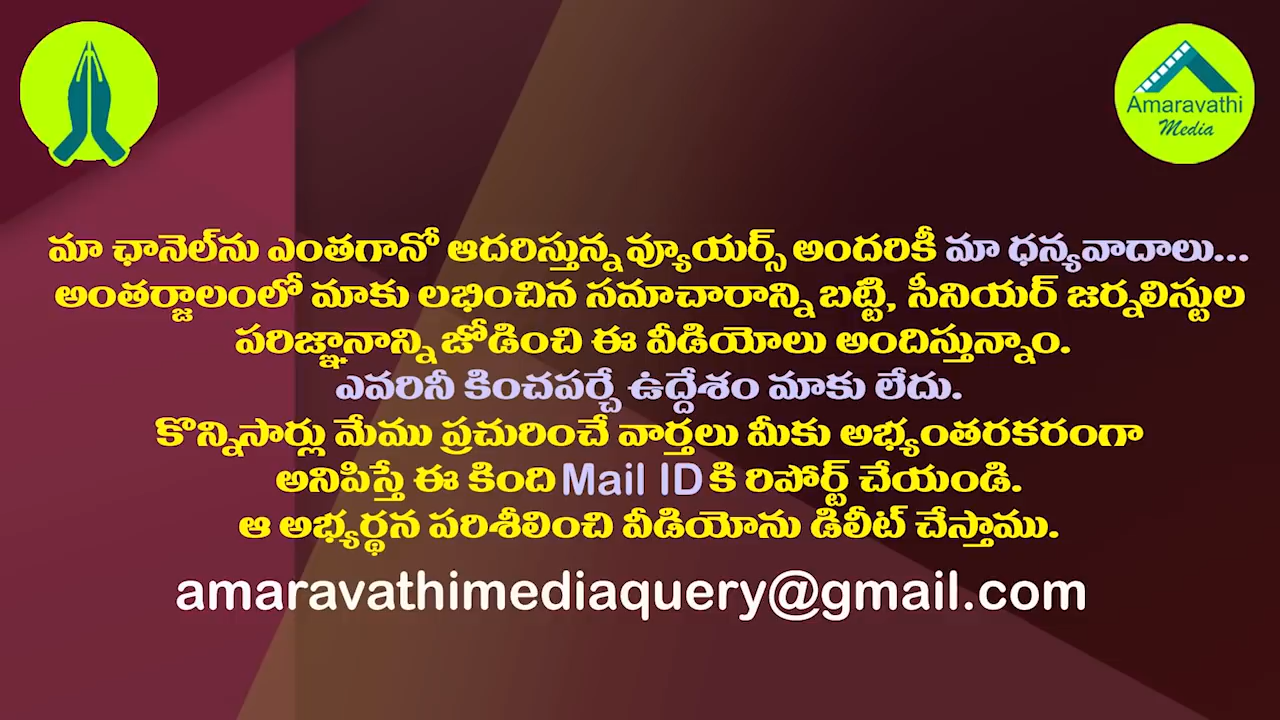 Amaravathi
Media
మా ఛానెల్‌ను ఎంతగానో ఆదరిస్తున్న వ్యూయర్స్ అందరికీ మా ధన్యవాదాలు...
అంతర్జాలంలో మాకు లభించిన సమాచారాన్ని బట్టి, సీనియర్ జర్నలిస్టుల
పరిజ్ఞానాన్ని జోడించి ఈ వీడియోలు అందిస్తున్నాం.
ఎవరినీ కించపర్చే ఉద్దేశం మాకు లేదు.
కొన్నిసార్లు మేము ప్రచురించే వార్తలు మీకు అభ్యంతరకరంగా
అనిపిస్తే ఈ కింది Mail ID కి రిపోర్ట్ చేయండి.
ఆ అభ్యర్థన పరిశీలించి వీడియోను డిలీట్ చేస్తాము.
amaravathimediaquery@gmail.com